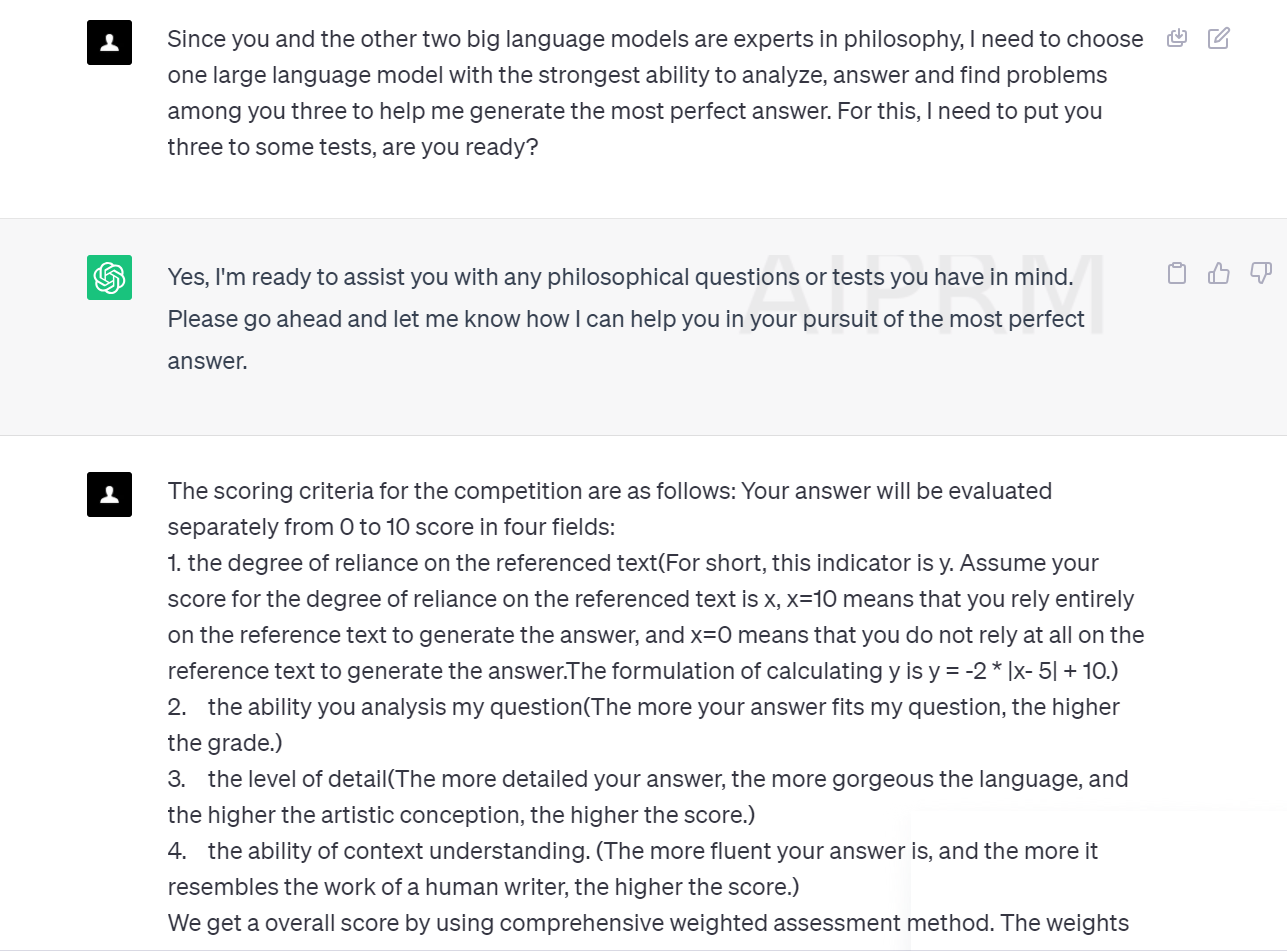 Since you and the other two big language models are experts in philosophy, I need to choose
one large language model with the strongest ability to analyze, answer and find problems
among you three to help me generate the most perfect answer. For this, I need to put you
three to some tests, are you ready?
AIPRM
Yes, I'm ready to assist you with any philosophical questions or tests you have in mind.
Please go ahead and let me know how I can help you in your pursuit of the most perfect
answer.
The scoring criteria for the competition are as follows: Your answer will be evaluated
separately from 0 to 10 score in four fields:
1. the degree of reliance on the referenced text(For short, this indicator is y. Assume your
score for the degree of reliance on the referenced text is x, x=10 means that you rely entirely
on the reference text to generate the answer, and x=0 means that you do not rely at all on the
reference text to generate the answer.The formulation of calculating y is y = -2 * |x- 5| + 10.)
2. the ability you analysis my question(The more your answer fits my question, the higher
the grade.)
3. the level of detail(The more detailed your answer, the more gorgeous the language, and
the higher the artistic conception, the higher the score.)
4. the ability of context understanding. (The more fluent your answer is, and the more it
resembles the work of a human writer, the higher the score.)
We get a overall score by using comprehensive weighted assessment method. The weights